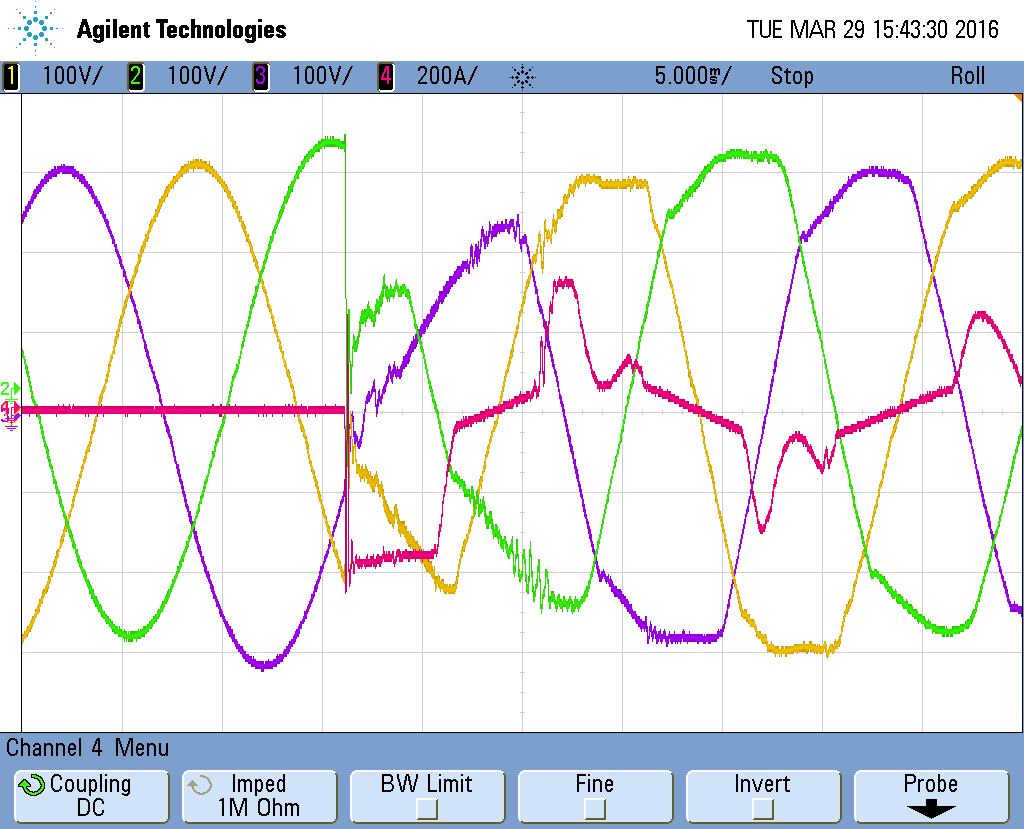 Agilent Technologies
TUE MAR 29 15:43:30 2016
1 100V/ 2 100V/ 3 100V/ 4 200A/ 5.000ms/ Stop Roll
2
Channel 4 Menu
Coupling
DC
Imped
1M Ohm
BW Limit
Fine
Invert
Probe